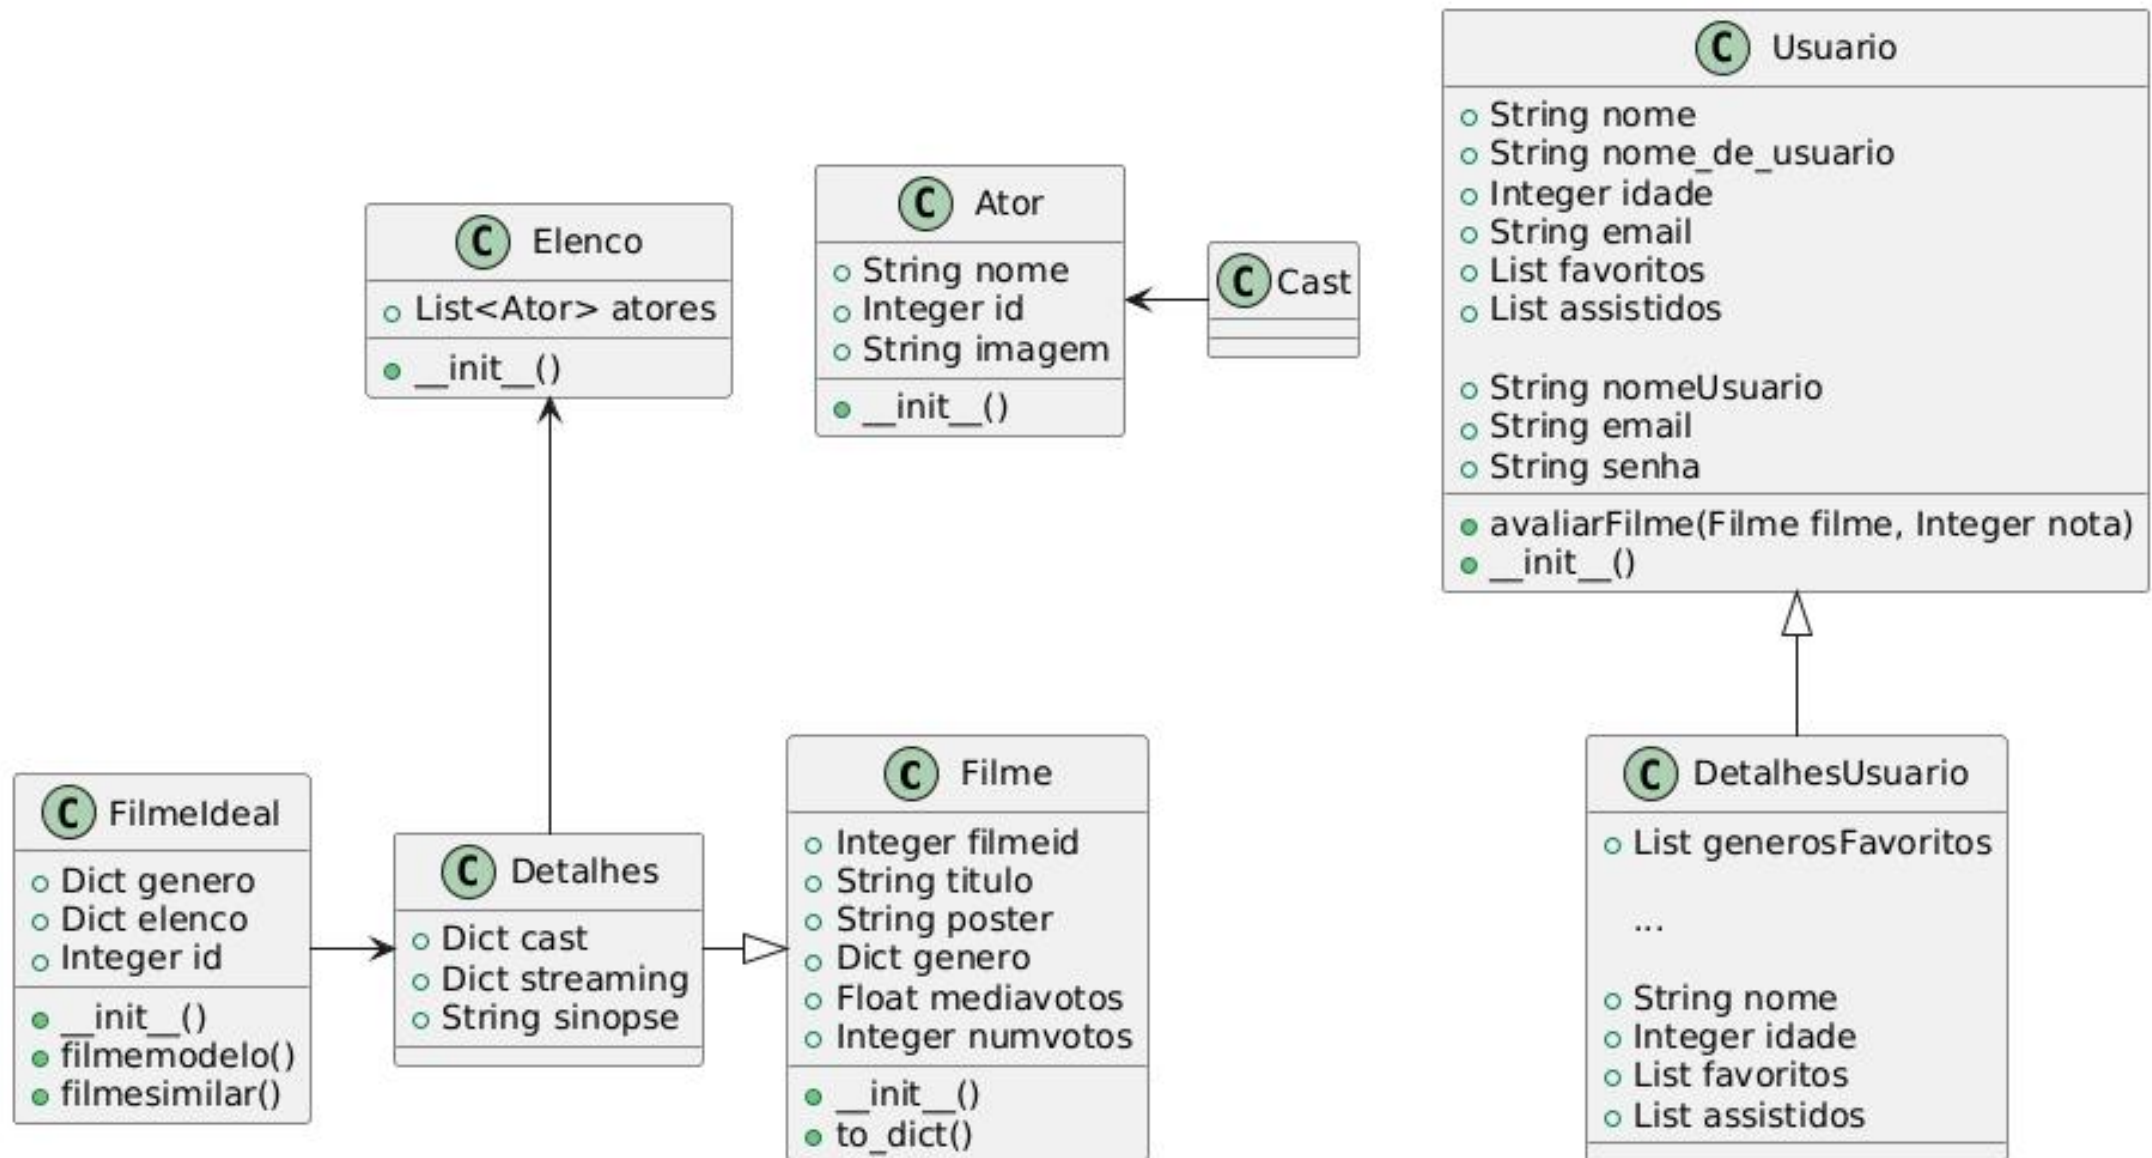 C Usuario
String nome
String nome_de_usuario
Integer idade
String email
List favoritos
List assistidos
String nomeUsuario
String email
String senha
avaliarFilme(Filme filme, Integer nota)
__init__()
C Ator
String nome
Integer id
String imagem
__init__()
C Elenco
List<Ator> atores
__init__()
C Cast
C FilmeIdeal
Dict genero
Dict elenco
Integer id
__init__()
filmemodelo()
filmesimilar()
C Detalhes
Dict cast
Dict streaming
String sinopse
C Filme
Integer filmeid
String titulo
String poster
Dict genero
Float mediavotos
Integer numvotos
__init__()
to_dict()
C DetalhesUsuario
List generosFavoritos
...
String nome
Integer idade
List favoritos
List assistidos